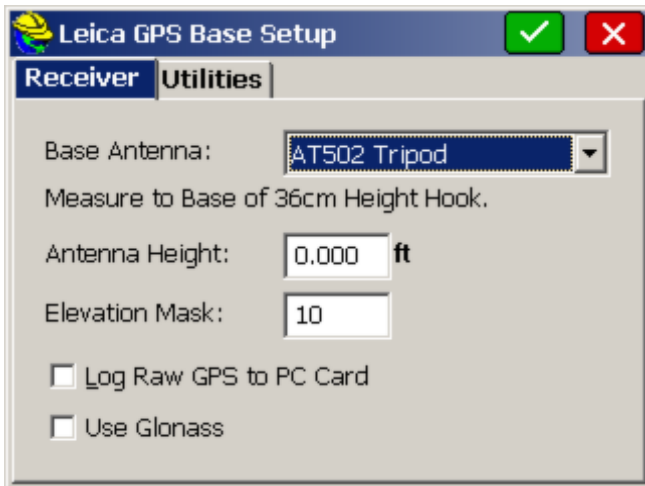 Leica GPS Base Setup
Receiver Utilities
Base Antenna: AT502 Tripod
Measure to Base of 36cm Height Hook.
Antenna Height: 0.000 ft
Elevation Mask: 10
Log Raw GPS to PC Card
Use Glonass